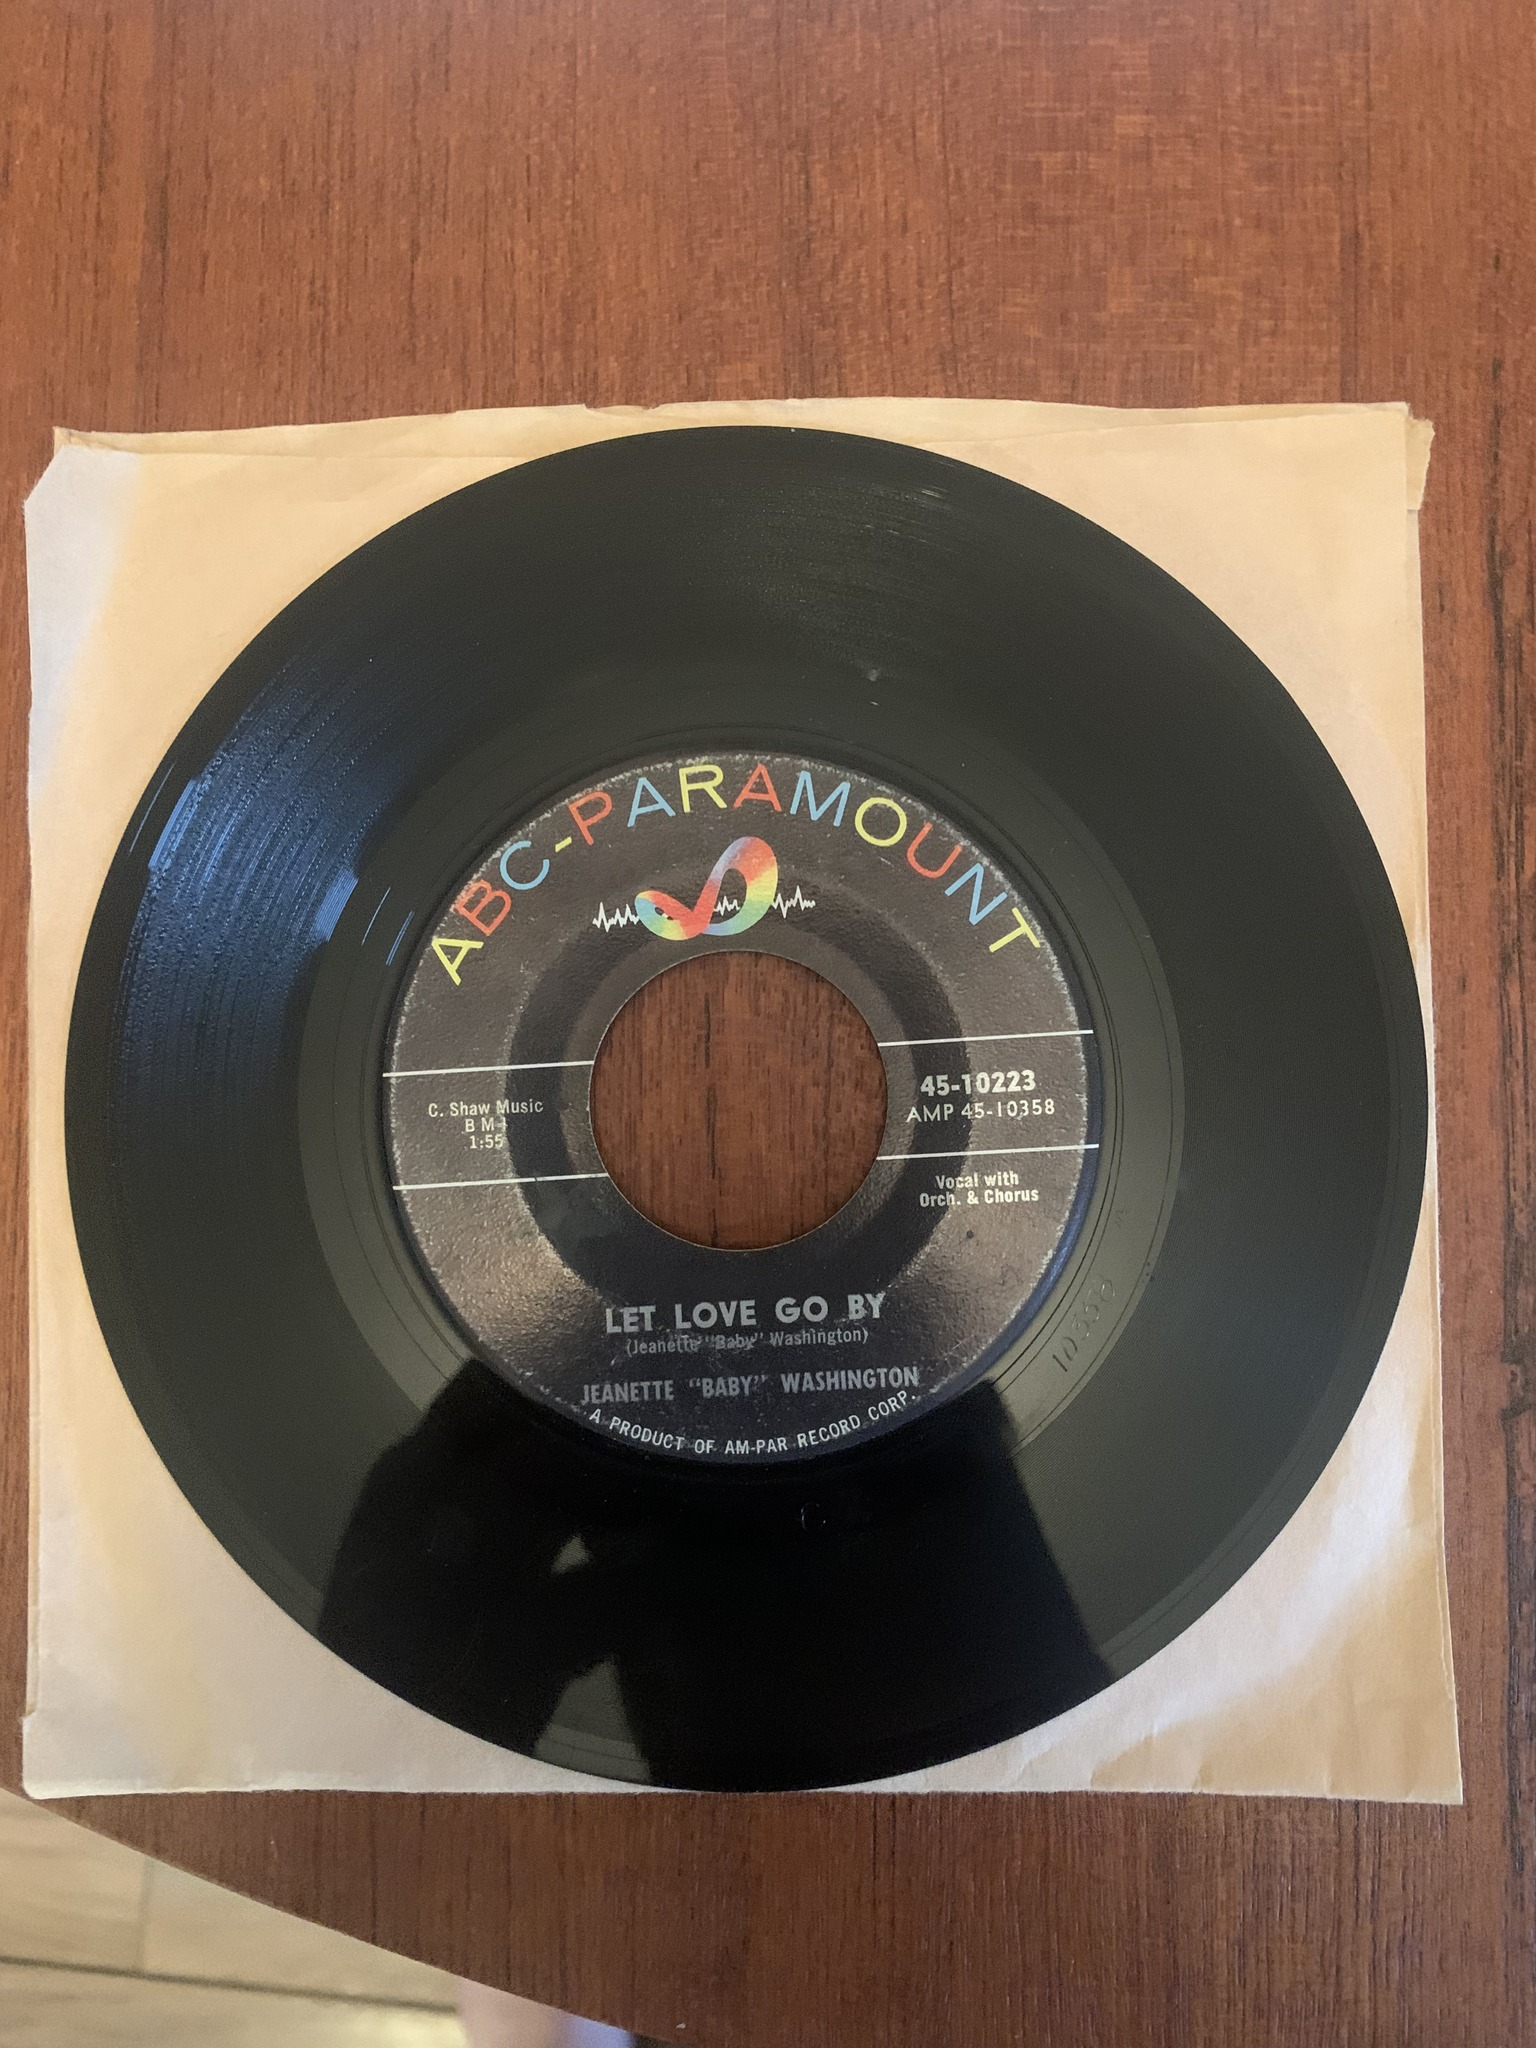 ABC-PARAMOUNT
C. Shaw Music
BMI
1:55
45-10223
AMP 45-10358
Vocal with
Orch. & Chorus
LET LOVE GO BY
(Jeanette "Baby" Washington)
JEANETTE "BABY" WASHINGTON
A PRODUCT OF AM-PAR RECORD CORP.